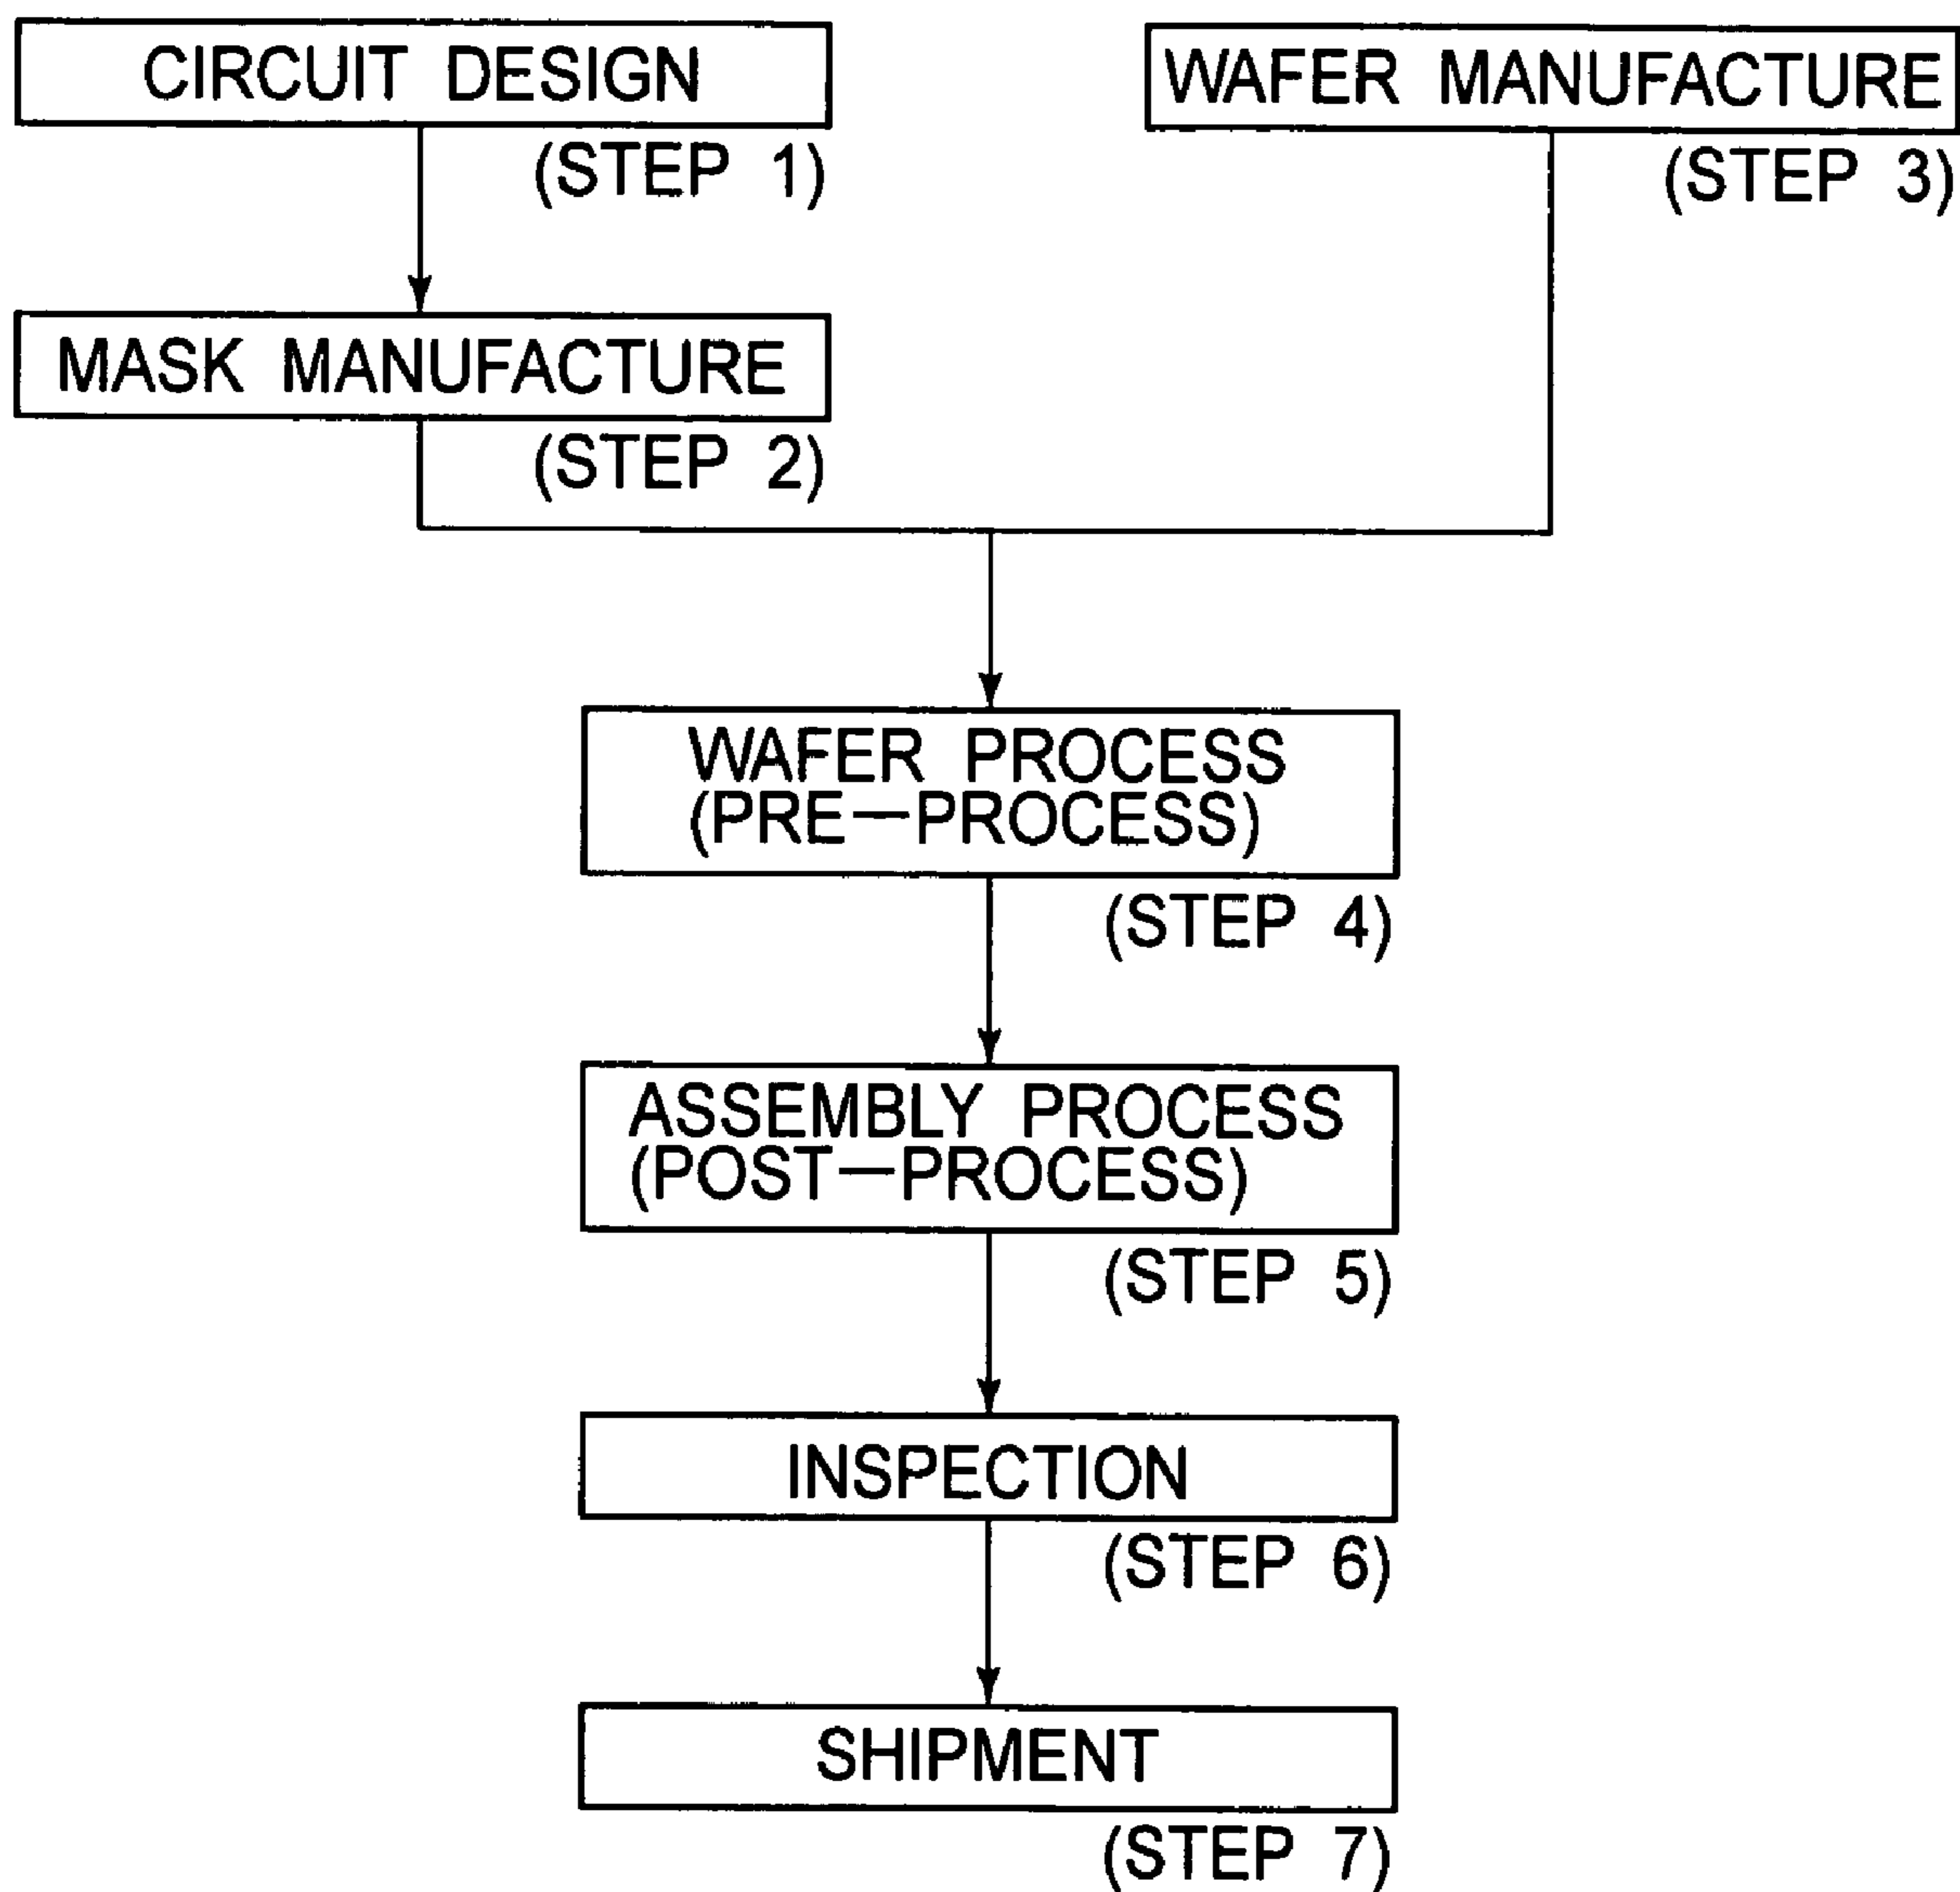 CIRCUIT DESIGN
(STEP 1)
WAFER MANUFACTURE
(STEP 3)
MASK MANUFACTURE
(STEP 2)
WAFER PROCESS
(PRE—PROCESS)
(STEP 4)
ASSEMBLY PROCESS
(POST—PROCESS)
(STEP 5)
INSPECTION
(STEP 6)
SHIPMENT
(STEP 7)